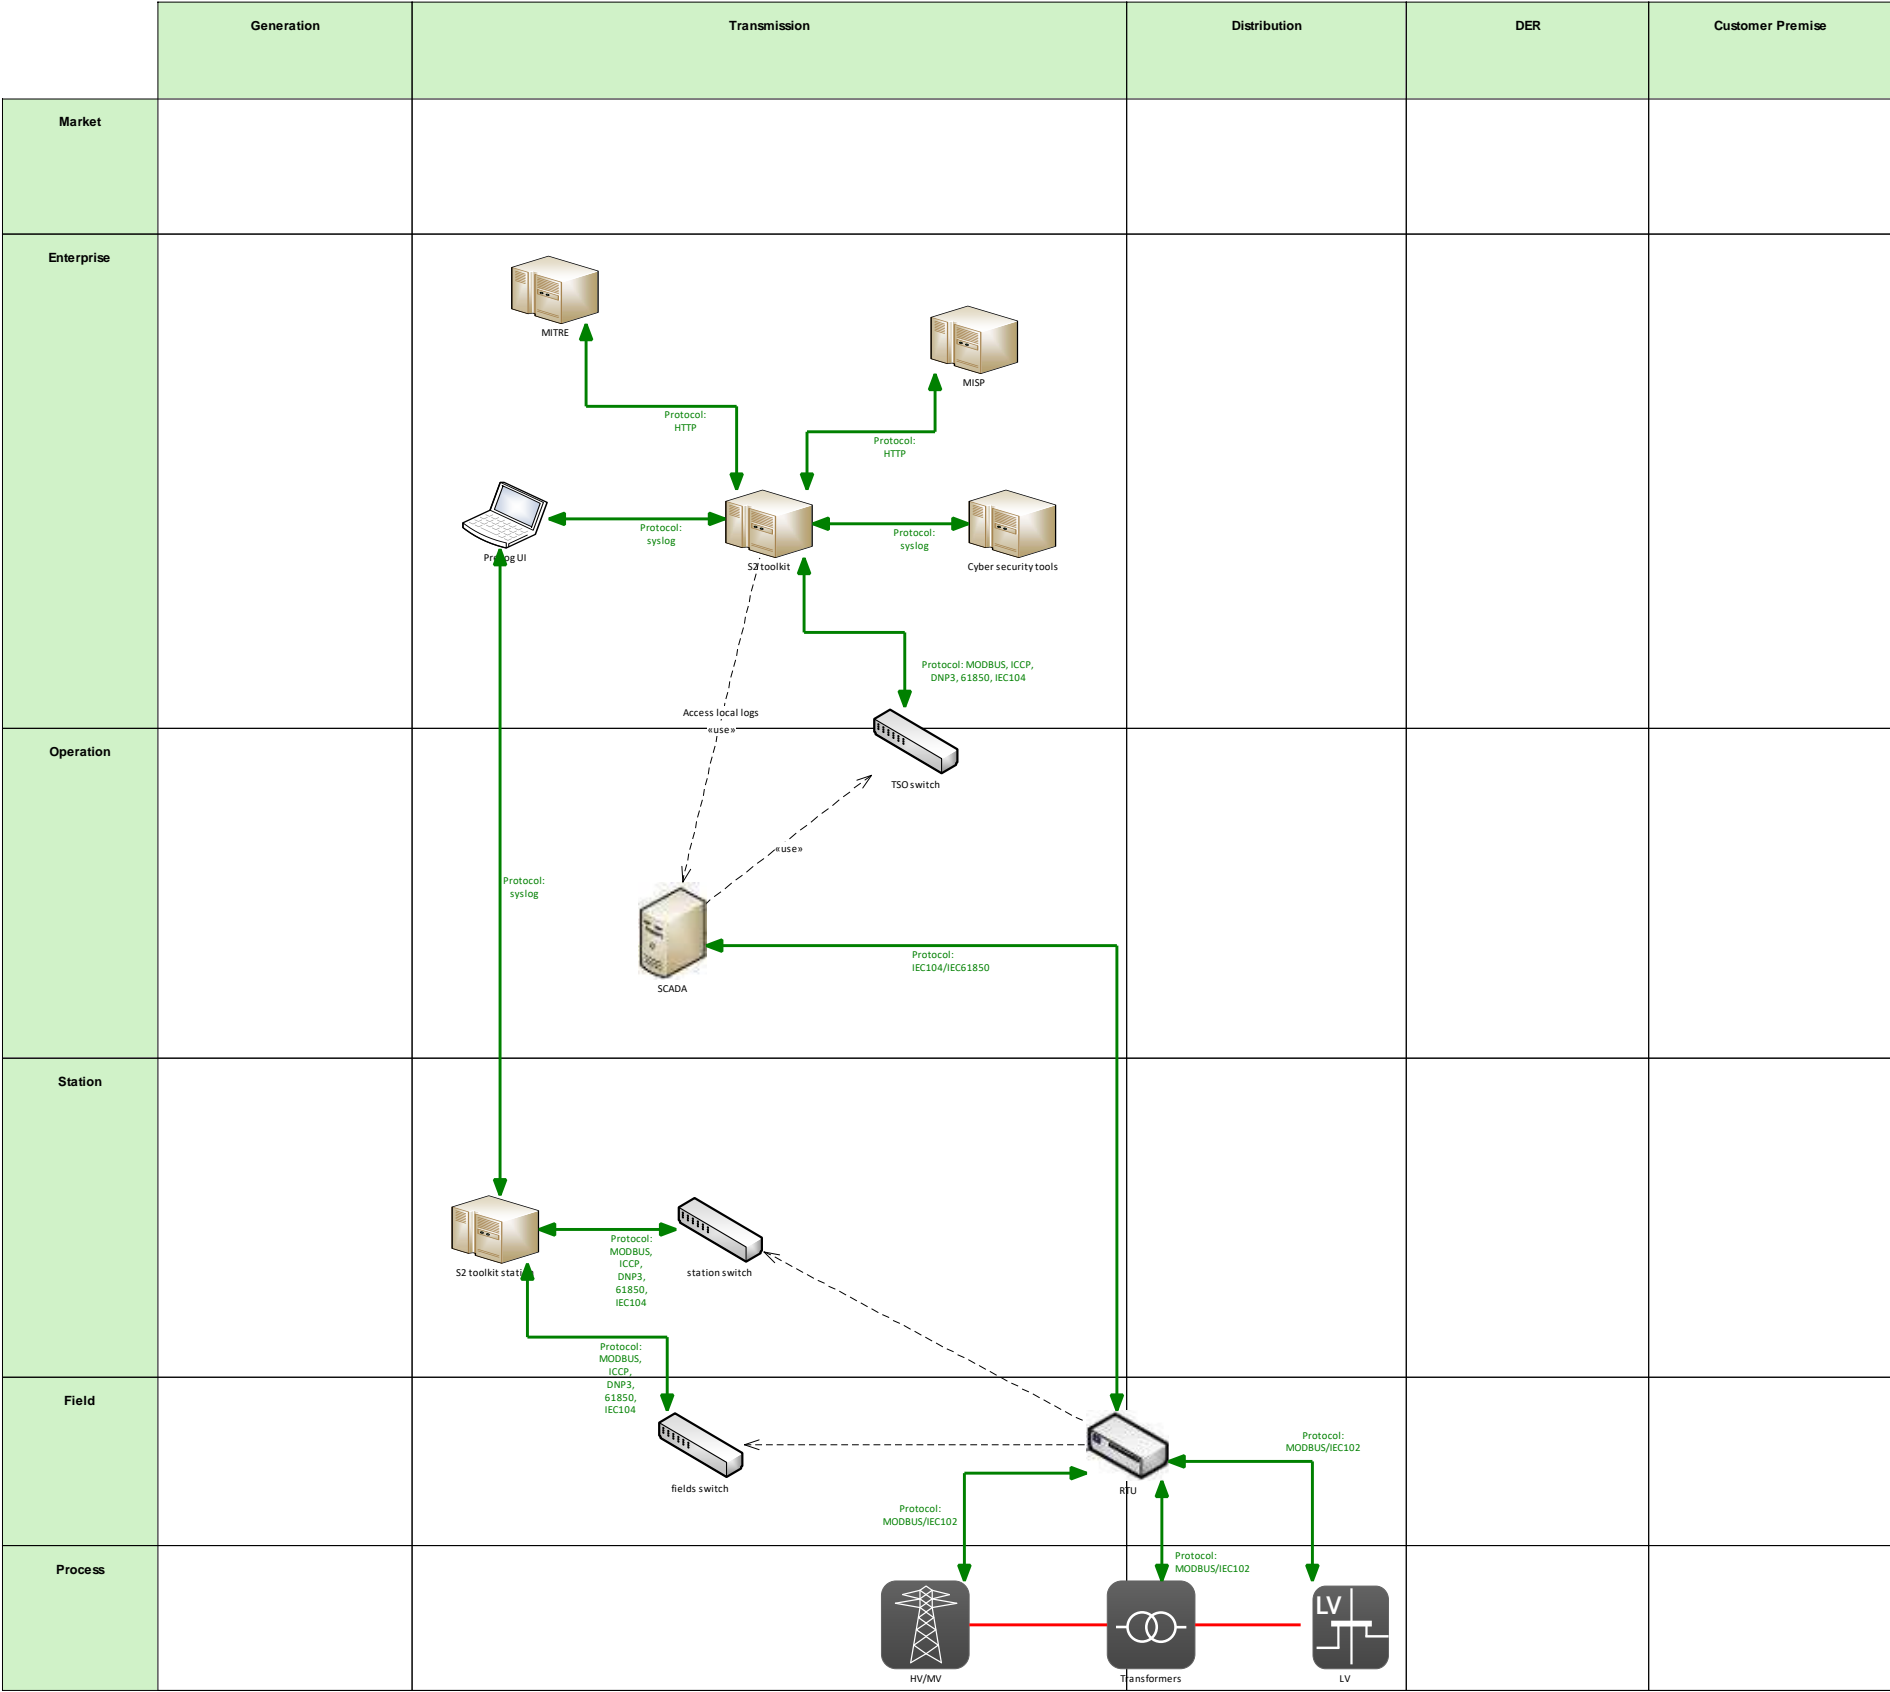 Generation
Transmission
Distribution
DER
Customer Premise
Market
Enterprise
MITRE
MISP
Protocol:
HTTP
Protocol:
HTTP
Protocol:
syslog
Protocol:
syslog
UI
S2 toolkit
Cyber security tools
Protocol: MODBUS, ICCP,
DNP3, 61850, IEC104
Access local logs
«use»
Operation
TSO switch
«use»
Protocol:
syslog
Protocol:
IEC104/IEC61850
SCADA
Station
Protocol:
MODBUS,
ICCP,
DNP3,
61850,
IEC104
S2 toolkit station
station switch
Protocol:
MODBUS,
ICCP,
DNP3,
61850,
IEC104
Field
Protocol:
MODBUS/IEC102
fields switch
RTU
Protocol:
MODBUS/IEC102
Process
Protocol:
MODBUS/IEC102
LV
HV/MV
Transformers
LV